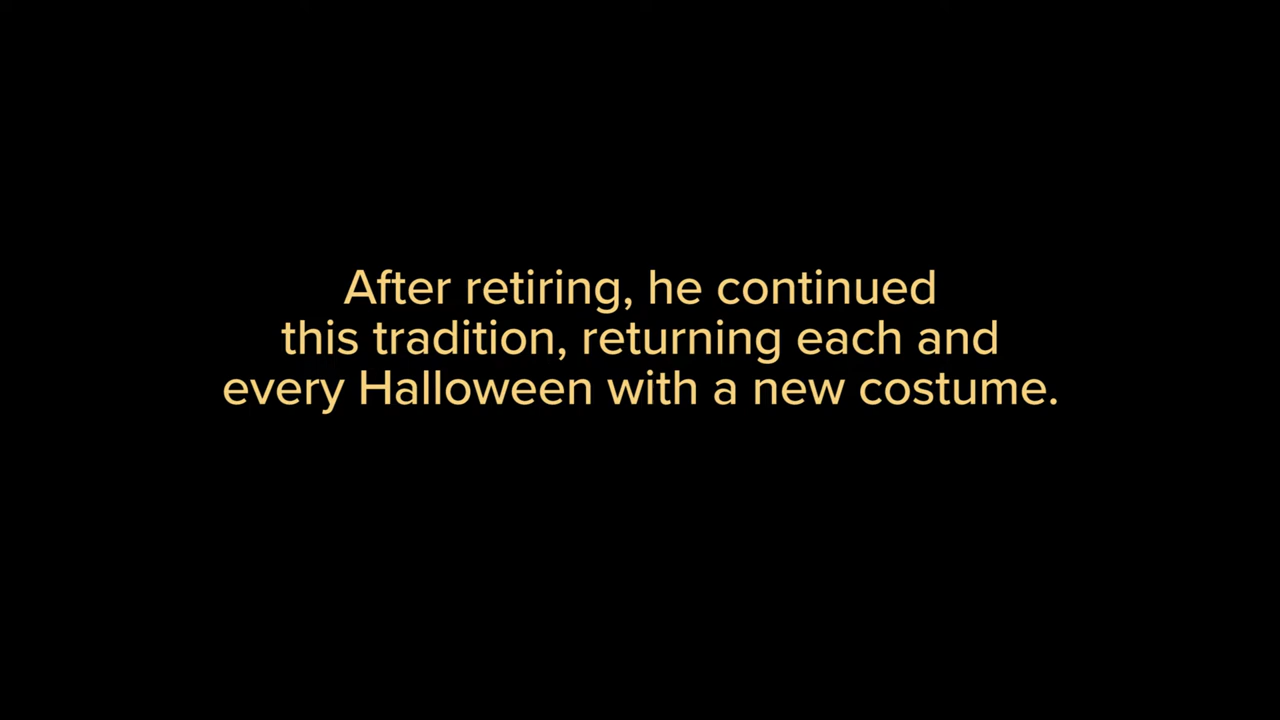 After retiring, he continued
this tradition, returning each and
every Halloween with a new costume.